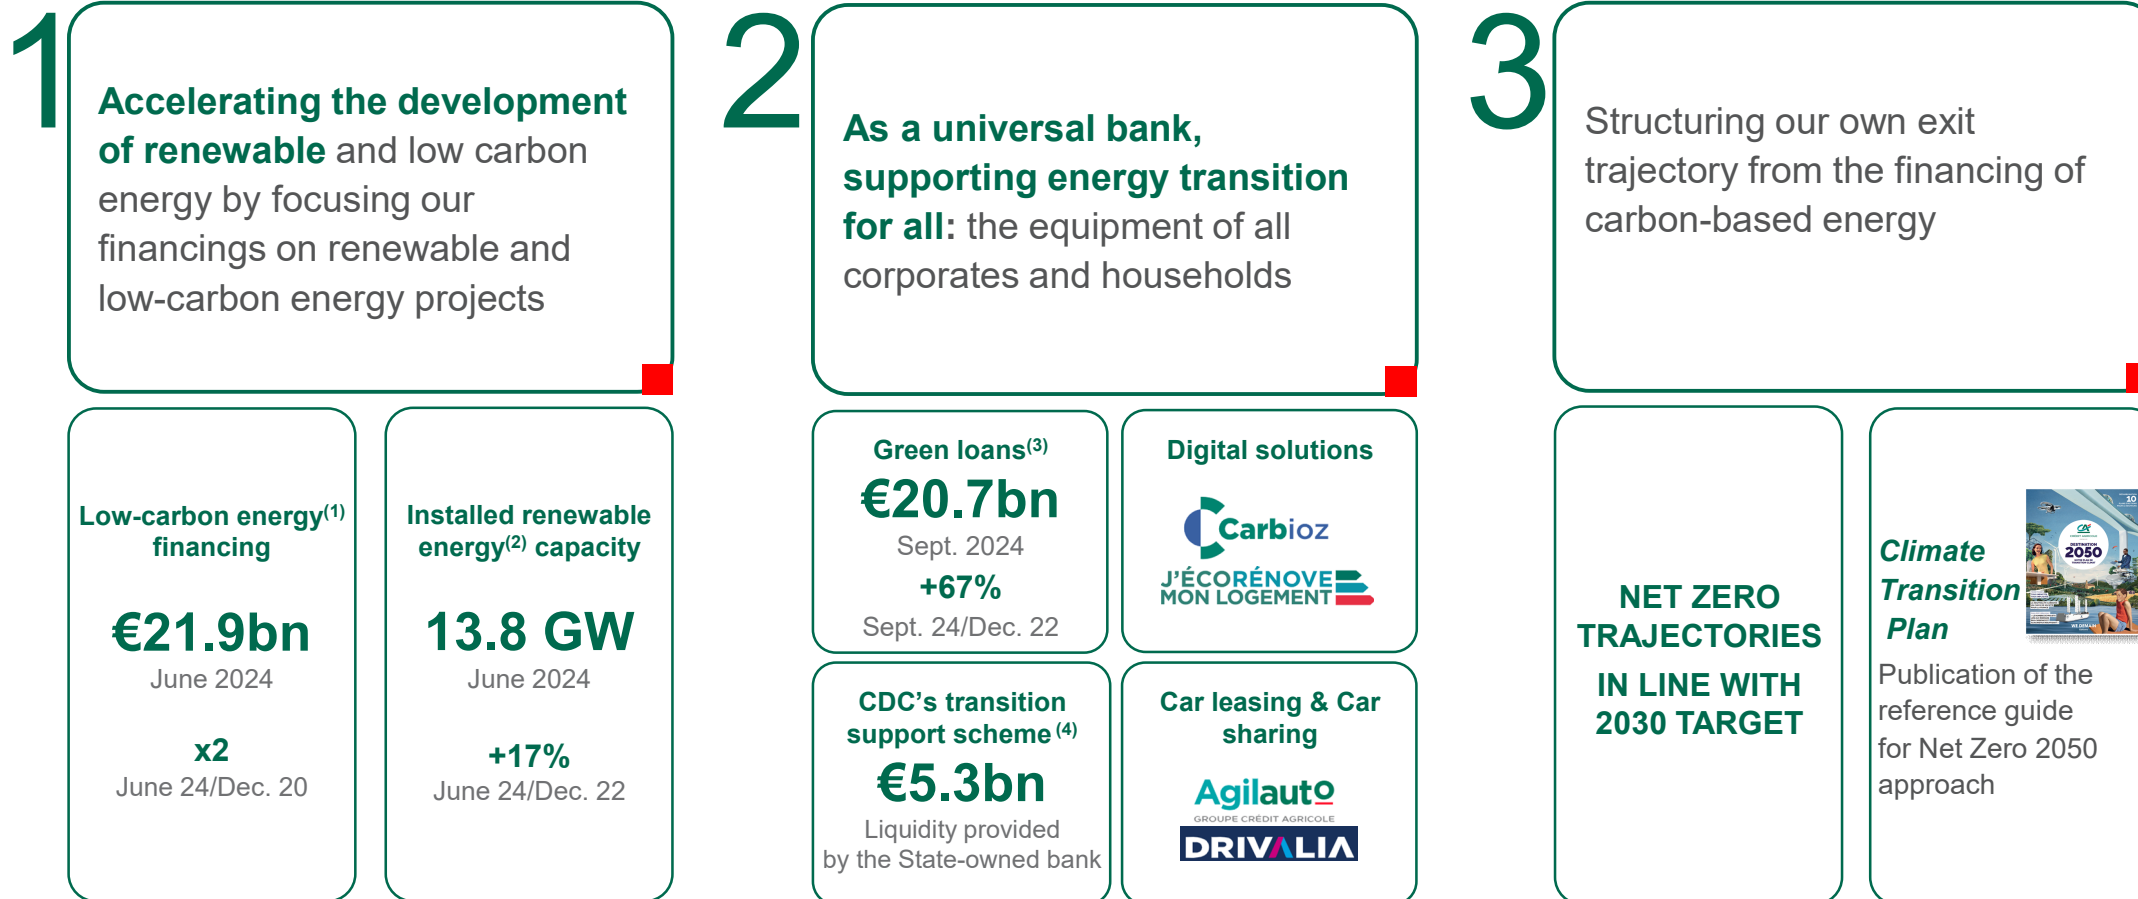 1
Accelerating the development
of renewable and low carbon
energy by focusing our
financings on renewable and
low-carbon energy projects
Low-carbon energy(1)
financing
€21.9bn
June 2024
x2
June 24/Dec. 20
Installed renewable
energy(2) capacity
13.8 GW
June 2024
+17%
June 24/Dec. 22
2
As a universal bank,
supporting energy transition
for all: the equipment of all
corporates and households
Green loans(3)
€20.7bn
Sept. 2024
+67%
Sept. 24/Dec. 22
Digital solutions
Carbioz
J'ÉCORÉNOVE
MON LOGEMENT
CDC's transition
support scheme (4)
€5.3bn
Liquidity provided
by the State-owned bank
Car leasing & Car
sharing
Agilauto
GROUPE CRÉDIT AGRICOLE
DRIVALIA
3
Structuring our own exit
trajectory from the financing of
carbon-based energy
NET ZERO
TRAJECTORIES
IN LINE WITH
2030 TARGET
Climate
Transition
Plan
10
DESTINATION
2050
Publication of the
reference guide
for Net Zero 2050
approach